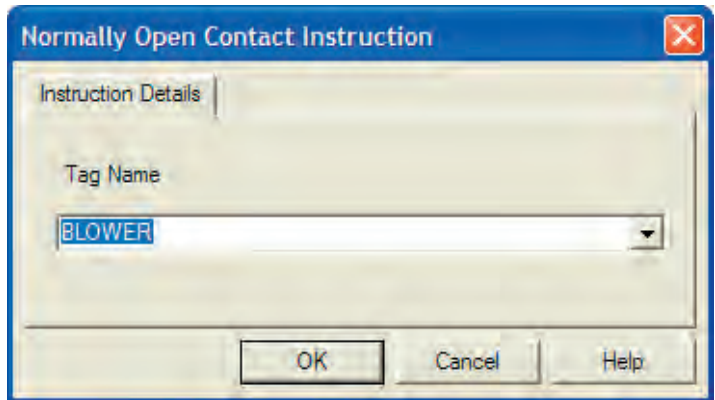 Normally Open Contact Instruction
Instruction Details
Tag Name
BLOWER
OK Cancel Help